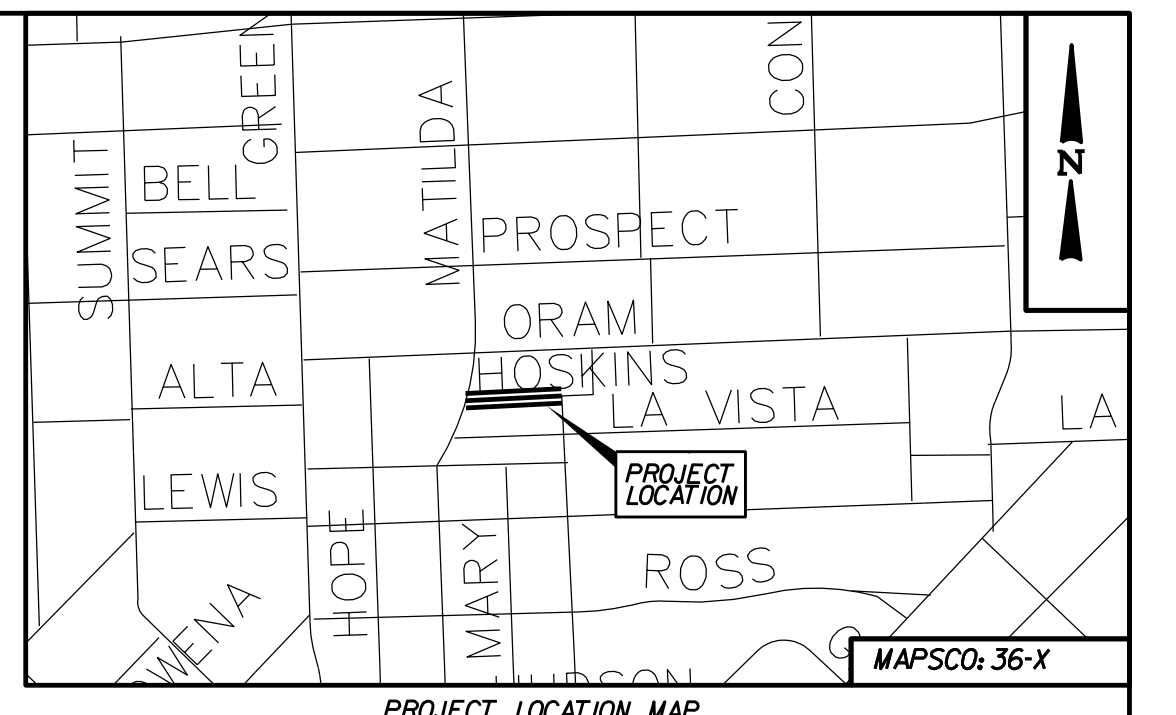 GREEN
CON
MATILDA
N
SUMMIT
BELL
PROSPECT
SEARS
ORAM
HOSKINS
ALTA
LA VISTA
LA
PROJECT
LOCATION
LEWIS
HOPE
MARY
ROSS
OWENA
MAPSCO: 36-X
PROJECT LOCATION MAP